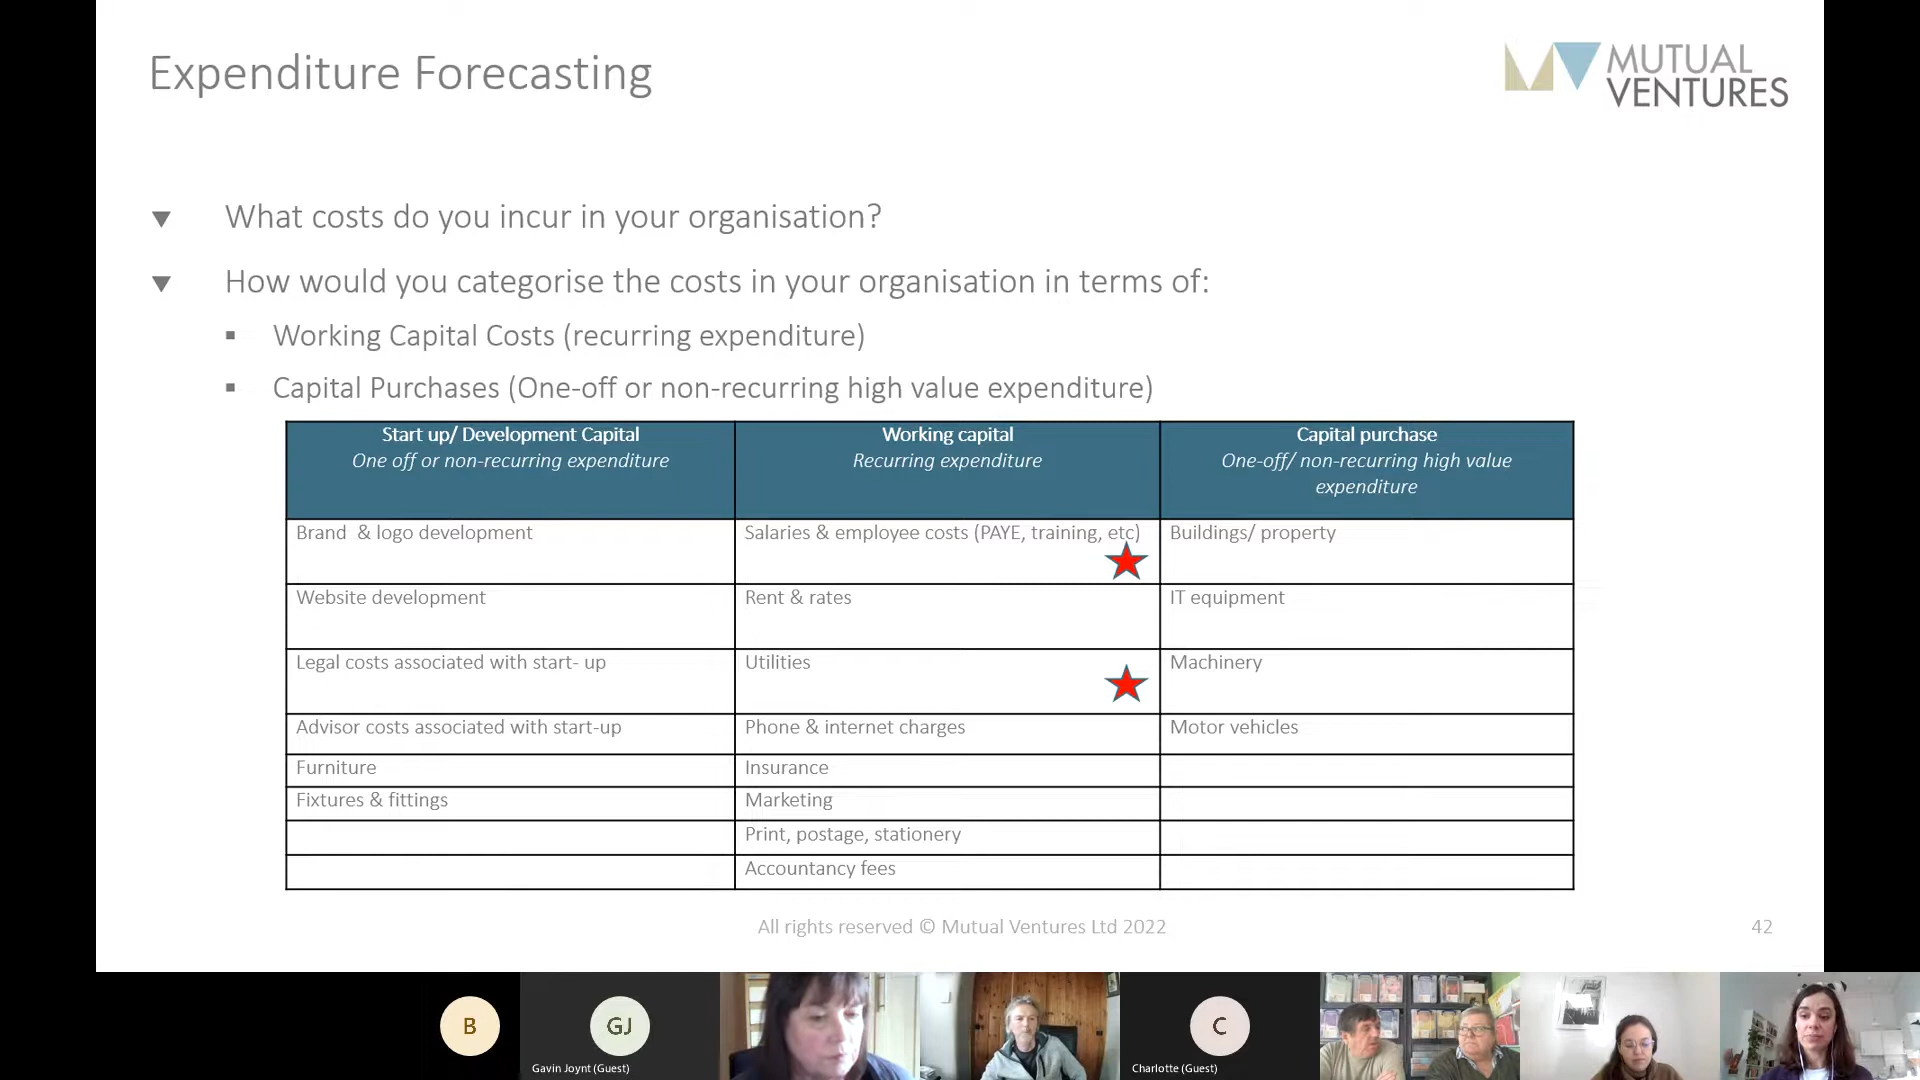 Expenditure Forecasting
MUTUAL
VENTURES
What costs do you incur in your organisation?
How would you categorise the costs in your organisation in terms of:
Working Capital Costs (recurring expenditure)
Capital Purchases (One-off or non-recurring high value expenditure)
Start up/ Development Capital
One off or non-recurring expenditure
Working capital
Recurring expenditure
Capital purchase
One-off/ non-recurring high value
expenditure
Brand & logo development
Salaries & employee costs (PAYE, training, etc)
Buildings/ property
Website development
Rent & rates
IT equipment
Legal costs associated with start- up
Utilities
Machinery
Advisor costs associated with start-up
Phone & internet charges
Motor vehicles
Furniture
Insurance
Fixtures & fittings
Marketing
Print, postage, stationery
Accountancy fees
All rights reserved © Mutual Ventures Ltd 2022
42
B
GJ
Gavin Joynt (Guest)
C
Charlotte (Guest)